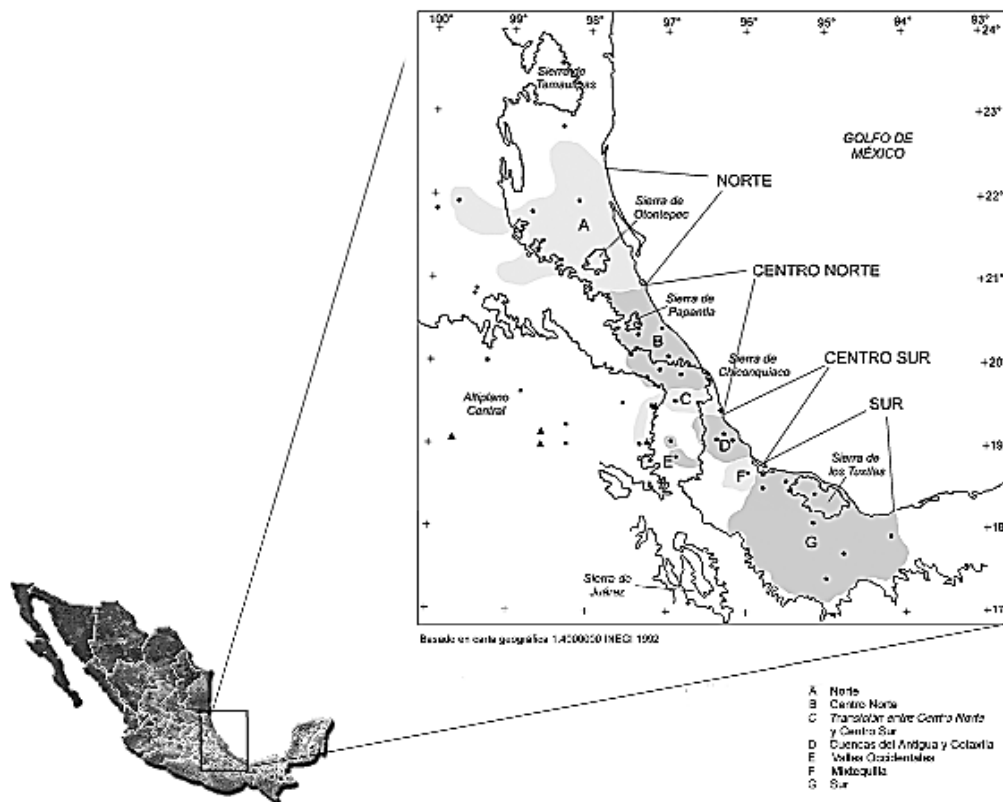 100° 99° 98° 97° 96° 95° 94° 93°
+24°
Sierra de
Tamaulipas
+23°
GOLFO DE
MÉXICO
NORTE
+22°
Sierra de
Otontepec
A
CENTRO NORTE
+21°
Sierra de
Papantla
B
CENTRO SUR
+20°
Sierra de
Chiconquiaco
Altiplano
Central
C
SUR
+19°
D
E
F
Sierra de
los Tuxtlas
+18°
G
Sierra de
Juárez
+17°
Basado en carta geográfica 1:4000000 INEGI 1992
A Norte
B Centro Norte
C Transición entre Centro Norte
y Centro Sur
D Cuencas del Antigua y Cotaxtla
E Valles Occidentales
F Mixtequilla
G Sur